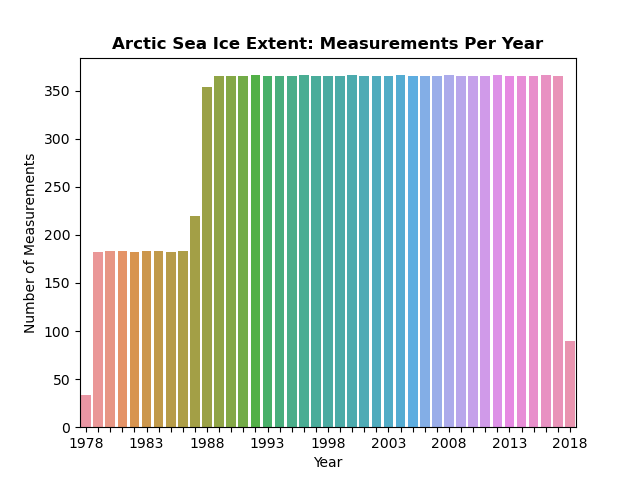 Arctic Sea Ice Extent: Measurements Per Year
350
300
250
200
150
100
50
0
Number of Measurements
1978 1983 1988 1993 1998 2003 2008 2013 2018
Year